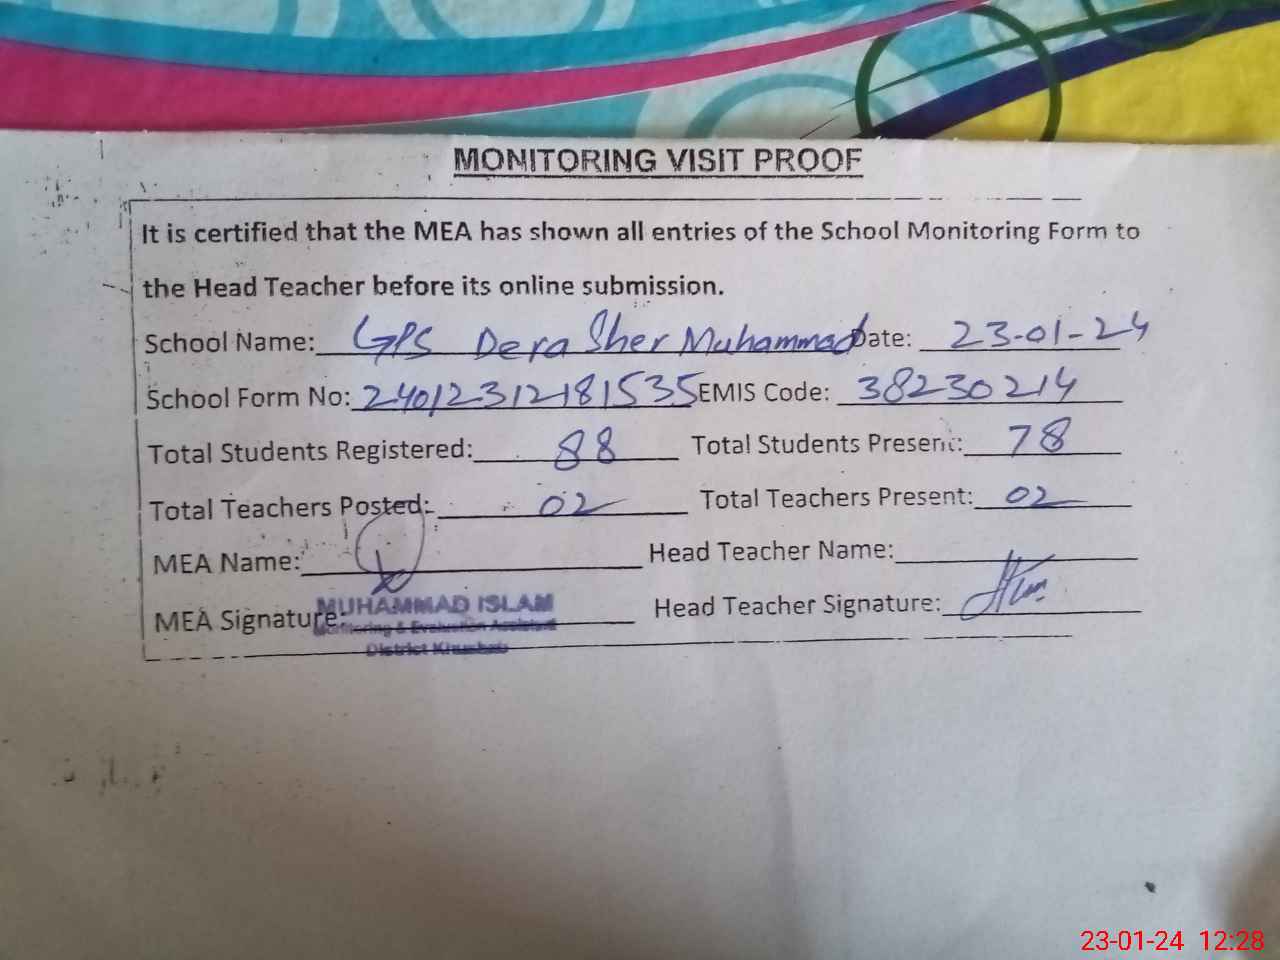 MONITORING VISIT PROOF
It is certified that the MEA has shown all entries of the School Monitoring Form to
the Head Teacher before its online submission.
School Name: GPS Dera Sher Muhammad Date: 23-01-24
School Form No: 24012312181535 EMIS Code: 38230214
Total Students Registered: 88 Total Students Present: 78
Total Teachers Posted: 02 Total Teachers Present: 02
MEA Name: Head Teacher Name:
MEA Signature: Head Teacher Signature:
MUHAMMAD ISLAM
Monitoring & Evaluation Assistant
District Khushab
23-01-24 12:28